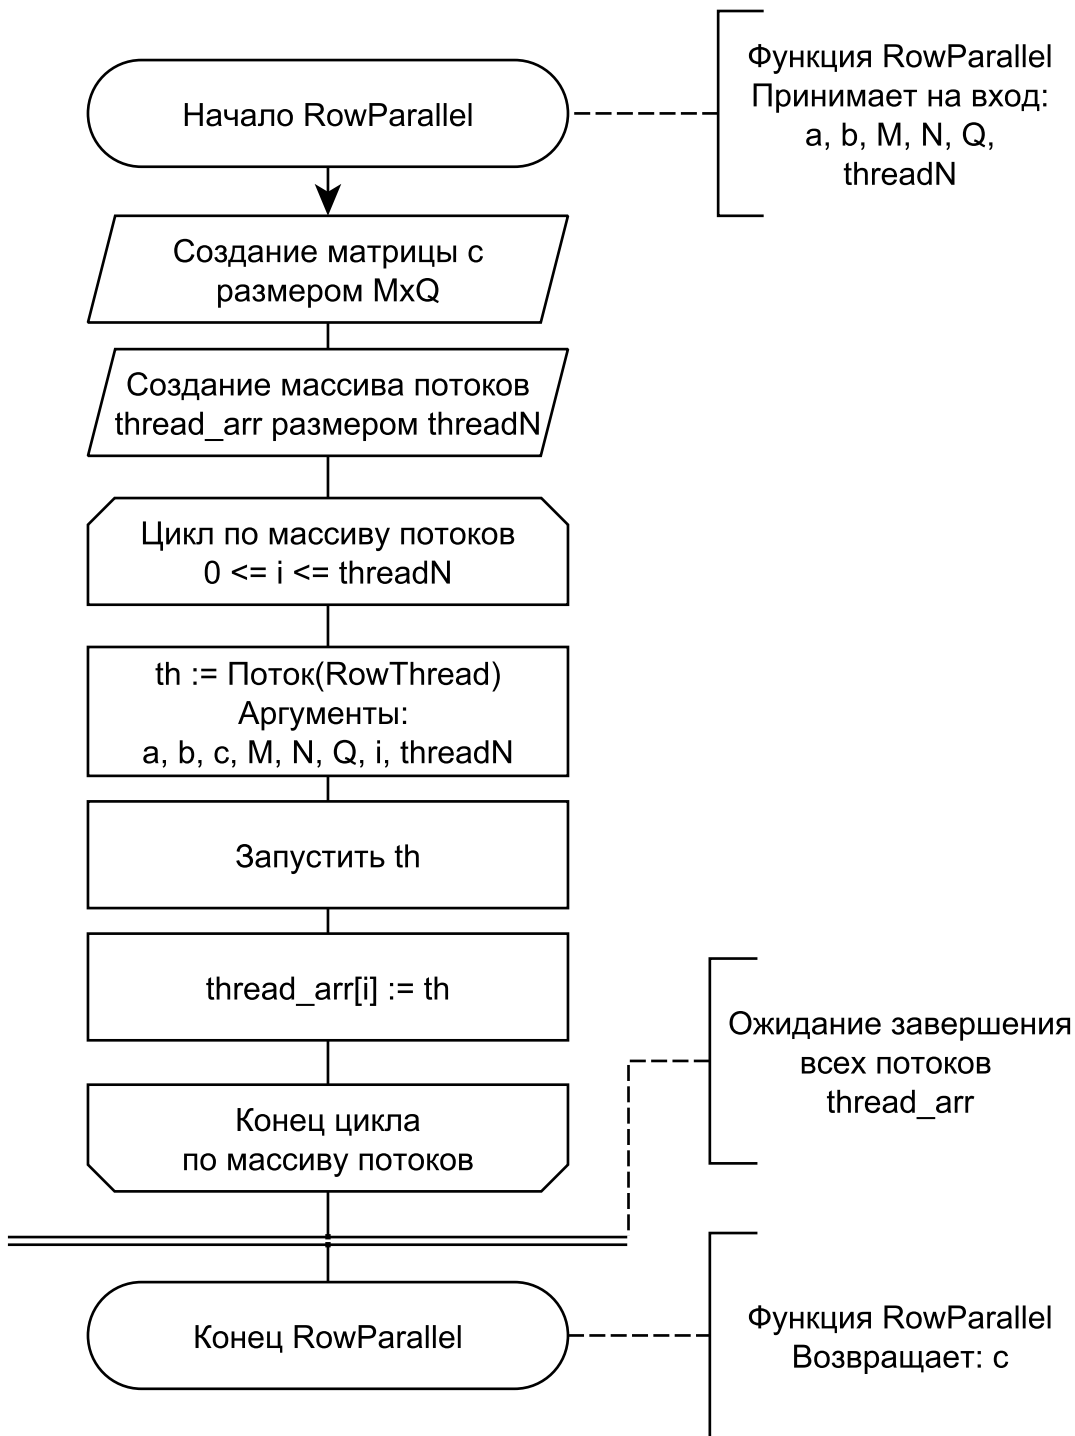 Начало RowParallel
Функция RowParallel
Принимает на вход:
a, b, M, N, Q,
threadN
Создание матрицы c
размером MxQ
Создание массива потоков
thread_arr размером threadN
Цикл по массиву потоков
0 <= i <= threadN
th := Поток(RowThread)
Аргументы:
a, b, c, M, N, Q, i, threadN
Запустить th
thread_arr[i] := th
Ожидание завершения
всех потоков
thread_arr
Конец цикла
по массиву потоков
Конец RowParallel
Функция RowParallel
Возвращает: c